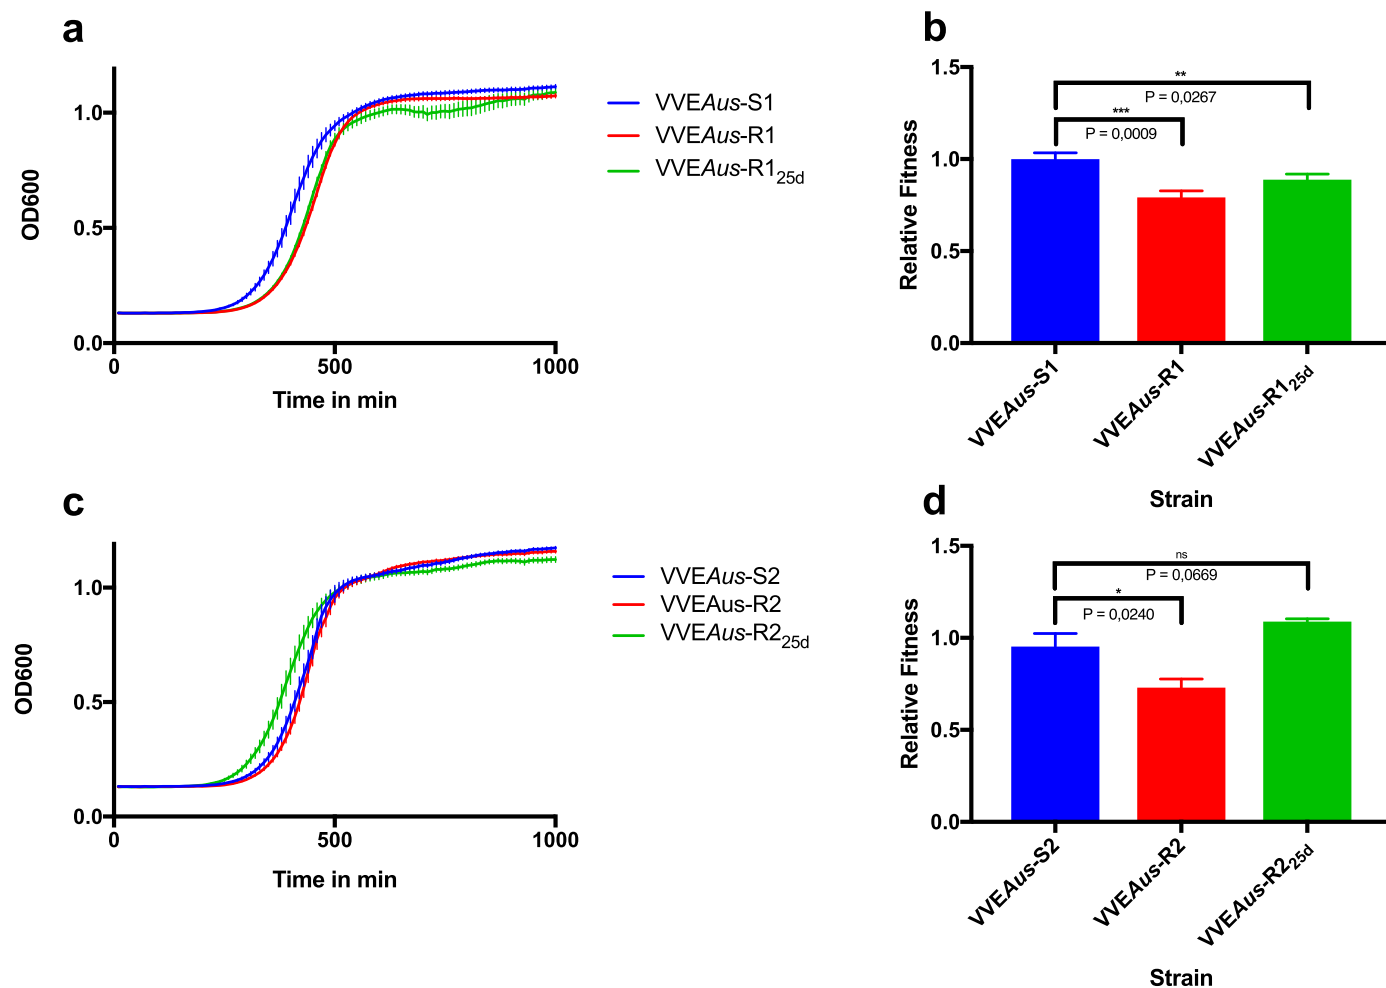 a
1.0
0.5
0.0
0
500
1000
OD600
Time in min
VVEAus-S1
VVEAus-R1
VVEAus-R125d
b
1.5
1.0
0.5
0.0
Relative Fitness
**
P = 0,0267
***
P = 0,0009
VVEAus-S1
VVEAus-R1
VVEAus-R125d
Strain
c
1.0
0.5
0.0
0
500
1000
OD600
Time in min
VVEAus-S2
VVEAus-R2
VVEAus-R225d
d
1.5
1.0
0.5
0.0
Relative Fitness
ns
P = 0,0669
*
P = 0,0240
VVEAus-S2
VVEAus-R2
VVEAus-R225d
Strain